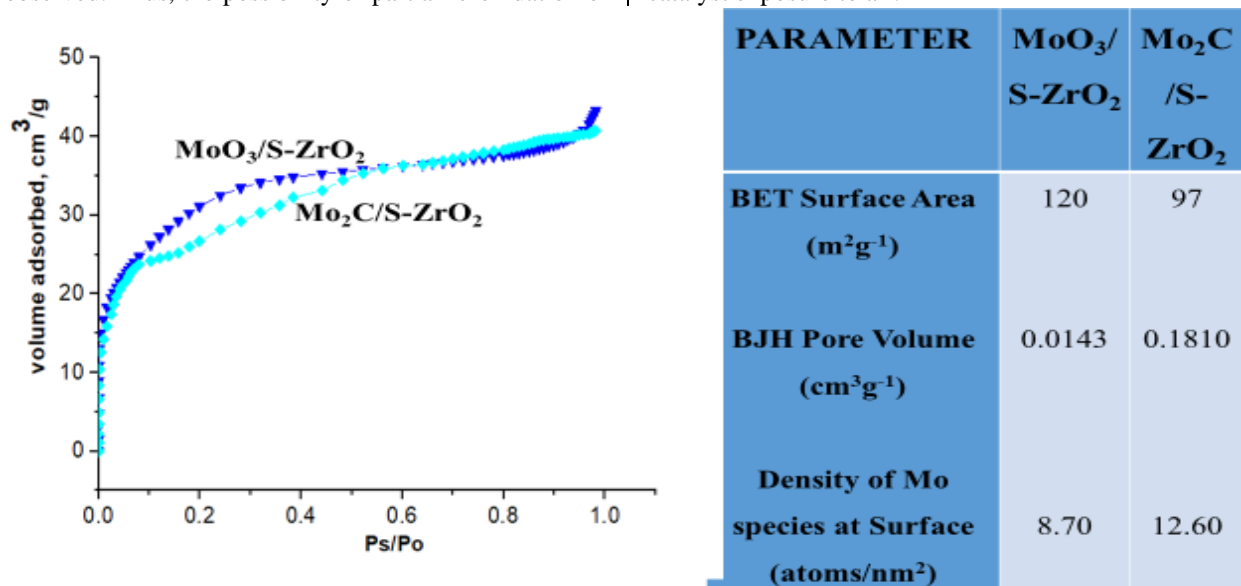 50
40
30
20
10
0
volume adsorbed, cm³/g
MoO₃/S-ZrO₂
Mo₂C/S-ZrO₂
0.0 0.2 0.4 0.6 0.8 1.0
Ps/Po
PARAMETER MoO₃/ Mo₂C
S-ZrO₂ /S-
ZrO₂
BET Surface Area 120 97
(m²g⁻¹)
BJH Pore Volume 0.0143 0.1810
(cm³g⁻¹)
Density of Mo
species at Surface 8.70 12.60
(atoms/nm²)